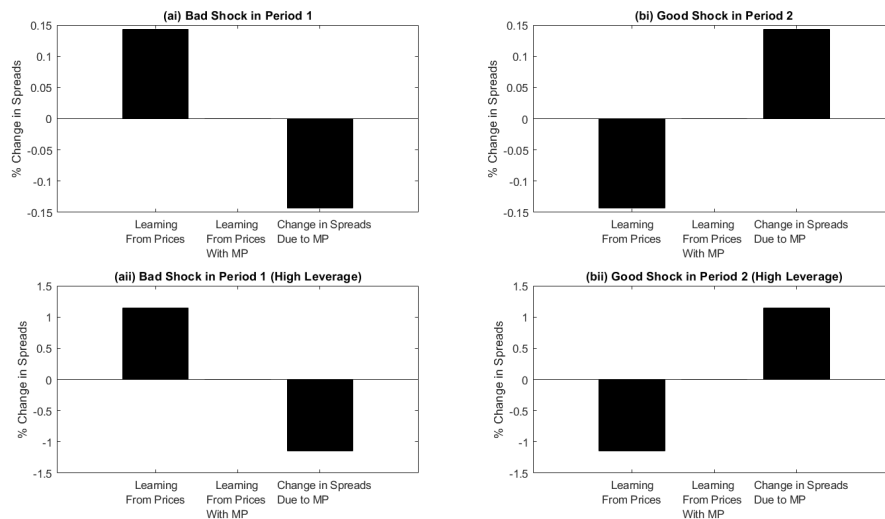 (ai) Bad Shock in Period 1
% Change in Spreads
0.15
0.1
0.05
0
-0.05
-0.1
-0.15
Learning
From Prices
Learning
From Prices
With MP
Change in Spreads
Due to MP
(bi) Good Shock in Period 2
% Change in Spreads
0.15
0.1
0.05
0
-0.05
-0.1
-0.15
Learning
From Prices
Learning
From Prices
With MP
Change in Spreads
Due to MP
(aii) Bad Shock in Period 1 (High Leverage)
% Change in Spreads
1.5
1
0.5
0
-0.5
-1
-1.5
Learning
From Prices
Learning
From Prices
With MP
Change in Spreads
Due to MP
(bii) Good Shock in Period 2 (High Leverage)
% Change in Spreads
1.5
1
0.5
0
-0.5
-1
-1.5
Learning
From Prices
Learning
From Prices
With MP
Change in Spreads
Due to MP